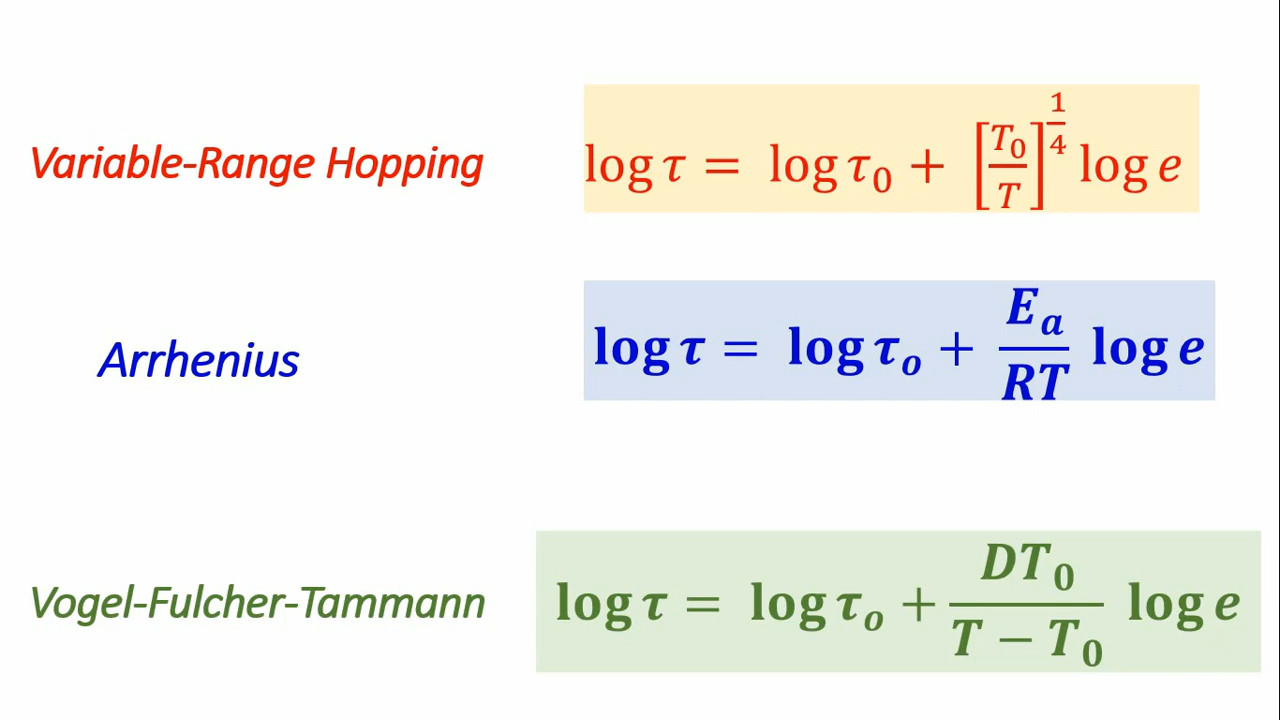 Variable-Range Hopping log τ = log τ₀ + [T₀/T]^(1/4) log e
Arrhenius log τ = log τₒ + Eₐ/RT log e
Vogel-Fulcher-Tammann log τ = log τₒ + DT₀/(T − T₀) log e